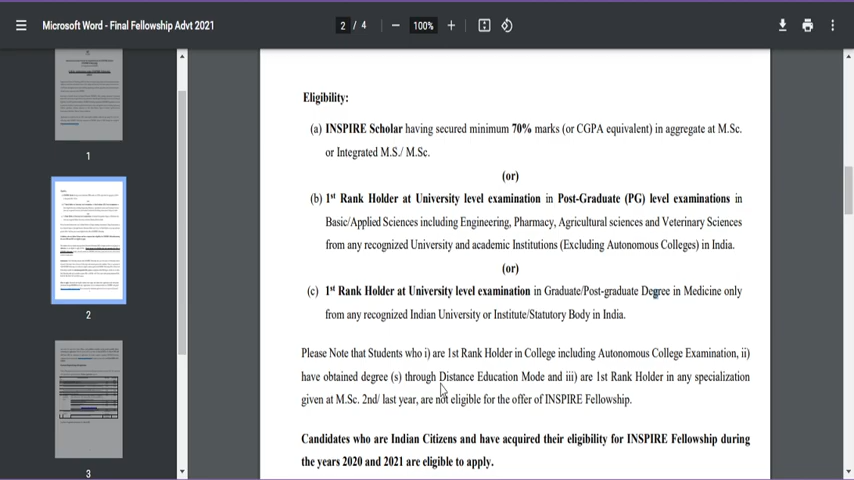 Microsoft Word - Final Fellowship Advt 2021
2 / 4
100%
1
2
3
Eligibility:
(a) INSPIRE Scholar having secured minimum 70% marks (or CGPA equivalent) in aggregate at M.Sc.
or Integrated M.S./ M.Sc.
(or)
(b) 1st Rank Holder at University level examination in Post-Graduate (PG) level examinations in
Basic/Applied Sciences including Engineering, Pharmacy, Agricultural sciences and Veterinary Sciences
from any recognized University and academic Institutions (Excluding Autonomous Colleges) in India.
(or)
(c) 1st Rank Holder at University level examination in Graduate/Post-graduate Degree in Medicine only
from any recognized Indian University or Institute/Statutory Body in India.
Please Note that Students who i) are 1st Rank Holder in College including Autonomous College Examination, ii)
have obtained degree (s) through Distance Education Mode and iii) are 1st Rank Holder in any specialization
given at M.Sc. 2nd/ last year, are not eligible for the offer of INSPIRE Fellowship.
Candidates who are Indian Citizens and have acquired their eligibility for INSPIRE Fellowship during
the years 2020 and 2021 are eligible to apply.